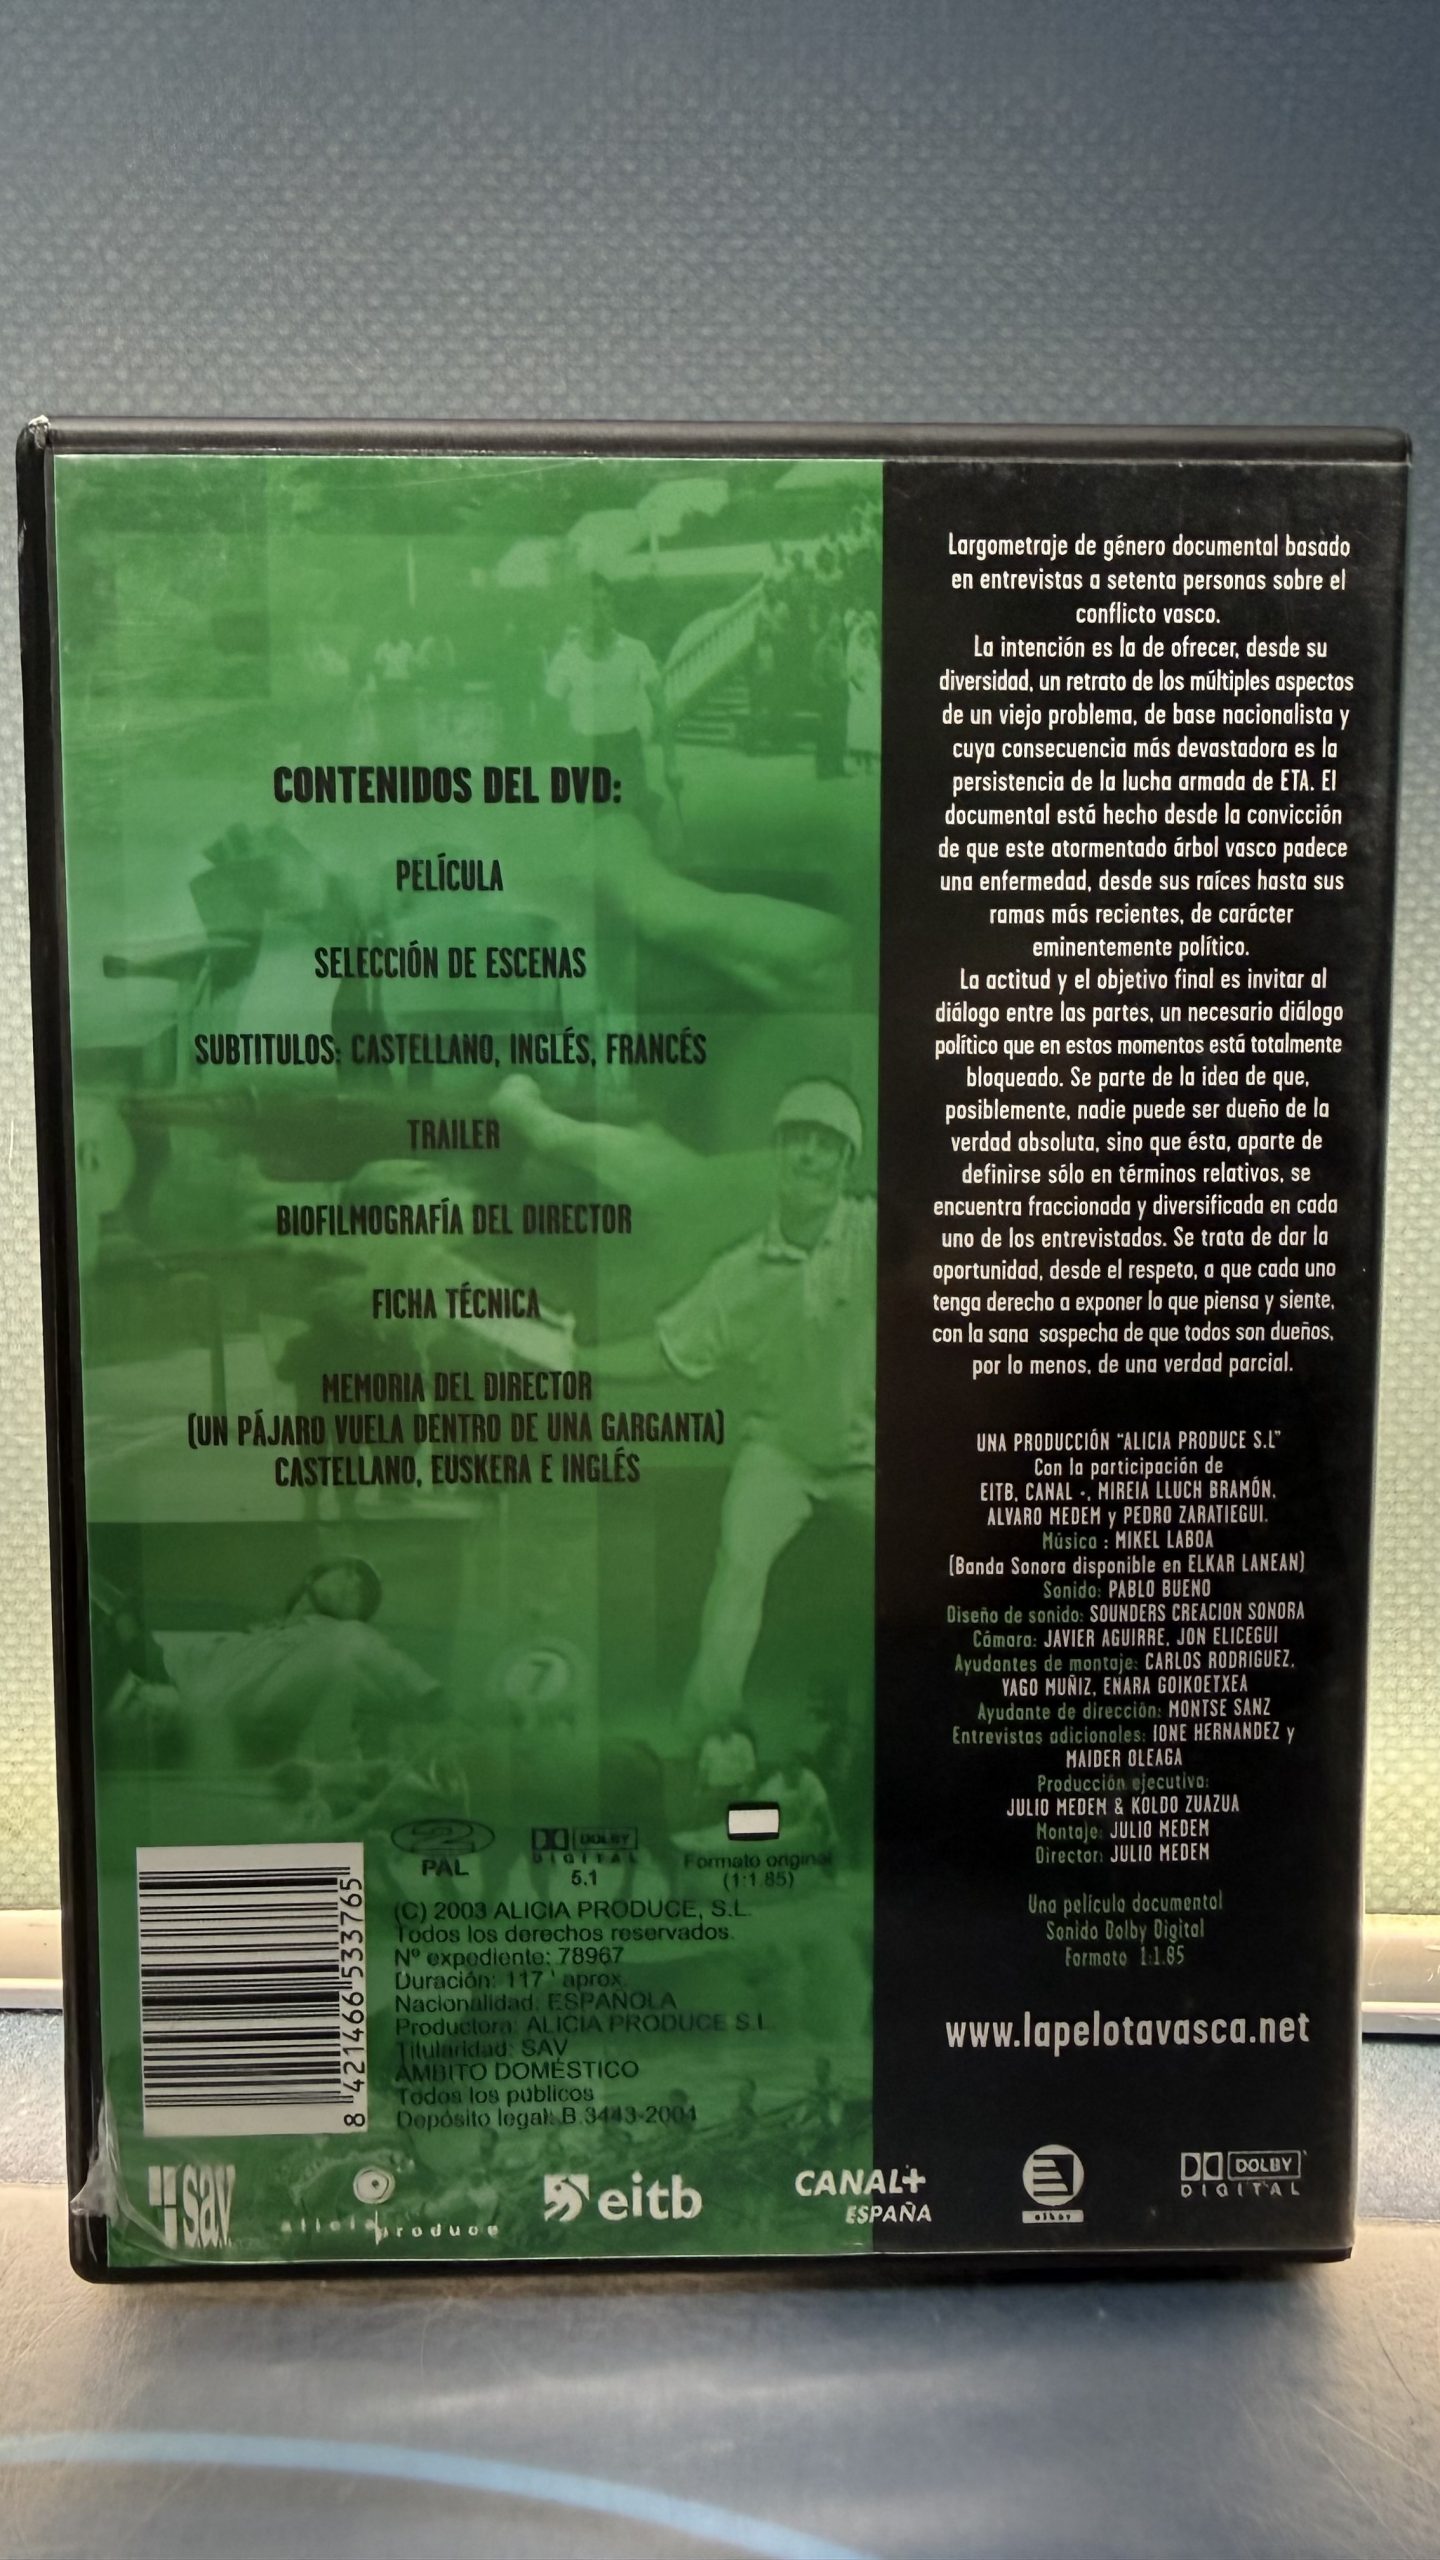 CONTENIDOS DEL DVD:
PELÍCULA
SELECCIÓN DE ESCENAS
SUBTITULOS: CASTELLANO, INGLÉS, FRANCÉS
TRAILER
BIOFILMOGRAFÍA DEL DIRECTOR
FICHA TÉCNICA
MEMORIA DEL DIRECTOR
(UN PÁJARO VUELA DENTRO DE UNA GARGANTA)
CASTELLANO, EUSKERA E INGLÉS
Largometraje de género documental basado
en entrevistas a setenta personas sobre el
conflicto vasco.
La intención es la de ofrecer, desde su
diversidad, un retrato de los múltiples aspectos
de un viejo problema, de base nacionalista y
cuya consecuencia más devastadora es la
persistencia de la lucha armada de ETA. El
documental está hecho desde la convicción
de que este atormentado árbol vasco padece
una enfermedad, desde sus raíces hasta sus
ramas más recientes, de carácter
eminentemente político.
La actitud y el objetivo final es invitar al
diálogo entre las partes, un necesario diálogo
político que en estos momentos está totalmente
bloqueado. Se parte de la idea de que,
posiblemente, nadie puede ser dueño de la
verdad absoluta, sino que ésta, aparte de
definirse sólo en términos relativos, se
encuentra fraccionada y diversificada en cada
uno de los entrevistados. Se trata de dar la
oportunidad, desde el respeto, a que cada uno
tenga derecho a exponer lo que piensa y siente,
con la sana sospecha de que todos son dueños,
por lo menos, de una verdad parcial.
UNA PRODUCCIÓN "ALICIA PRODUCE S.L"
Con la participación de
EITB, CANAL +, MIREIA LLUCH BRAMÓN,
ALVARO MEDEM y PEDRO ZARATIEGUI.
Música : MIKEL LABOA
(Banda Sonora disponible en ELKAR LANEAN)
Sonido: PABLO BUENO
Diseño de sonido: SOUNDERS CREACION SONORA
Cámara: JAVIER AGUIRRE, JON ELICEGUI
Ayudantes de montaje: CARLOS RODRIGUEZ,
YAGO MUÑIZ, ENARA GOIKOETXEA
Ayudante de dirección: MONTSE SANZ
Entrevistas adicionales: IONE HERNANDEZ y
MAIDER OLEAGA
Producción ejecutiva:
JULIO MEDEM & KOLDO ZUAZUA
Montaje: JULIO MEDEM
Director: JULIO MEDEM
Una película documental
Sonido Dolby Digital
Formato 1:1.85
www.lapelotavasca.net
2
PAL
DOLBY
DIGITAL
5.1
Formato original
(1:1.85)
8 421466 533765
(C) 2003 ALICIA PRODUCE, S.L.
Todos los derechos reservados.
Nº expediente: 78967
Duración: 117 ' aprox.
Nacionalidad: ESPAÑOLA
Productora: ALICIA PRODUCE S.L.
Titularidad: SAV
ÁMBITO DOMÉSTICO
Todos los públicos
Depósito legal: B.3443-2004
s.a.v.
alicia produce
eitb
CANAL+
ESPAÑA
elkar
DOLBY
DIGITAL